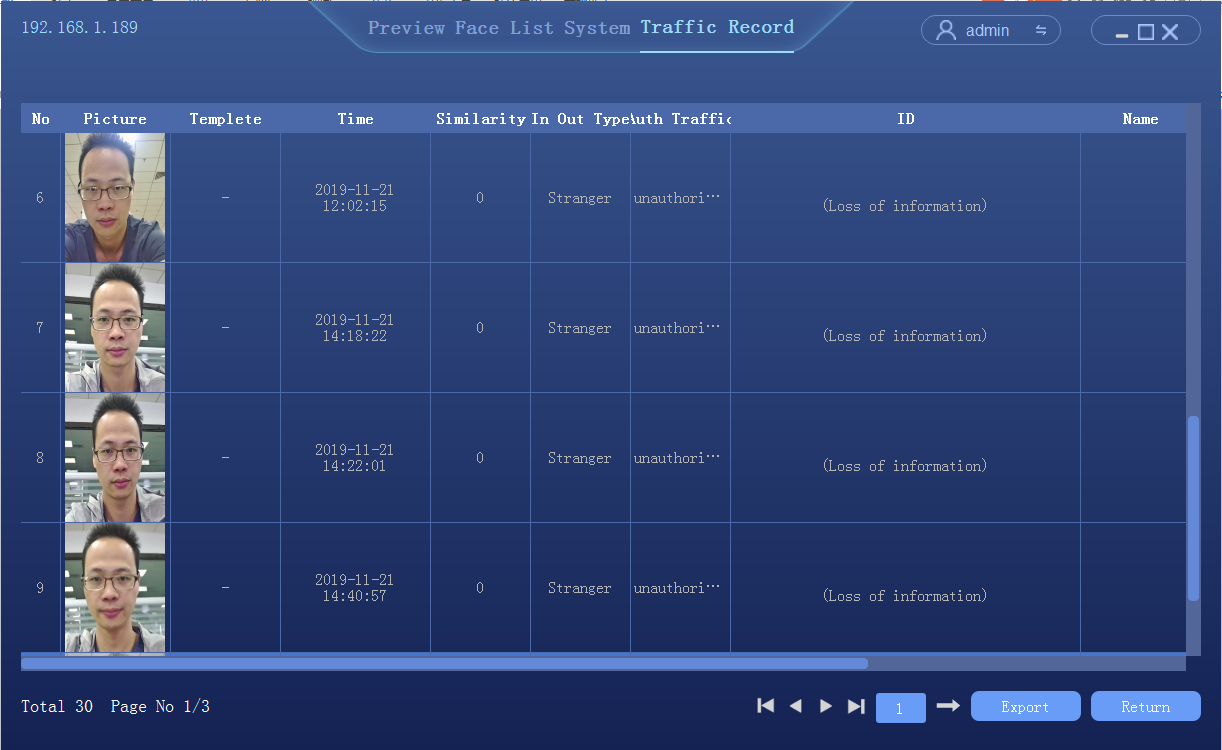 192.168.1.189
Preview Face List System Traffic Record
admin
No Picture Templete Time Similarity In Out Type Auth Traffic ID Name
6 - 2019-11-21 12:02:15 0 Stranger unauthori… (Loss of information)
7 - 2019-11-21 14:18:22 0 Stranger unauthori… (Loss of information)
8 - 2019-11-21 14:22:01 0 Stranger unauthori… (Loss of information)
9 - 2019-11-21 14:40:57 0 Stranger unauthori… (Loss of information)
Total 30 Page No 1/3
1
Export
Return